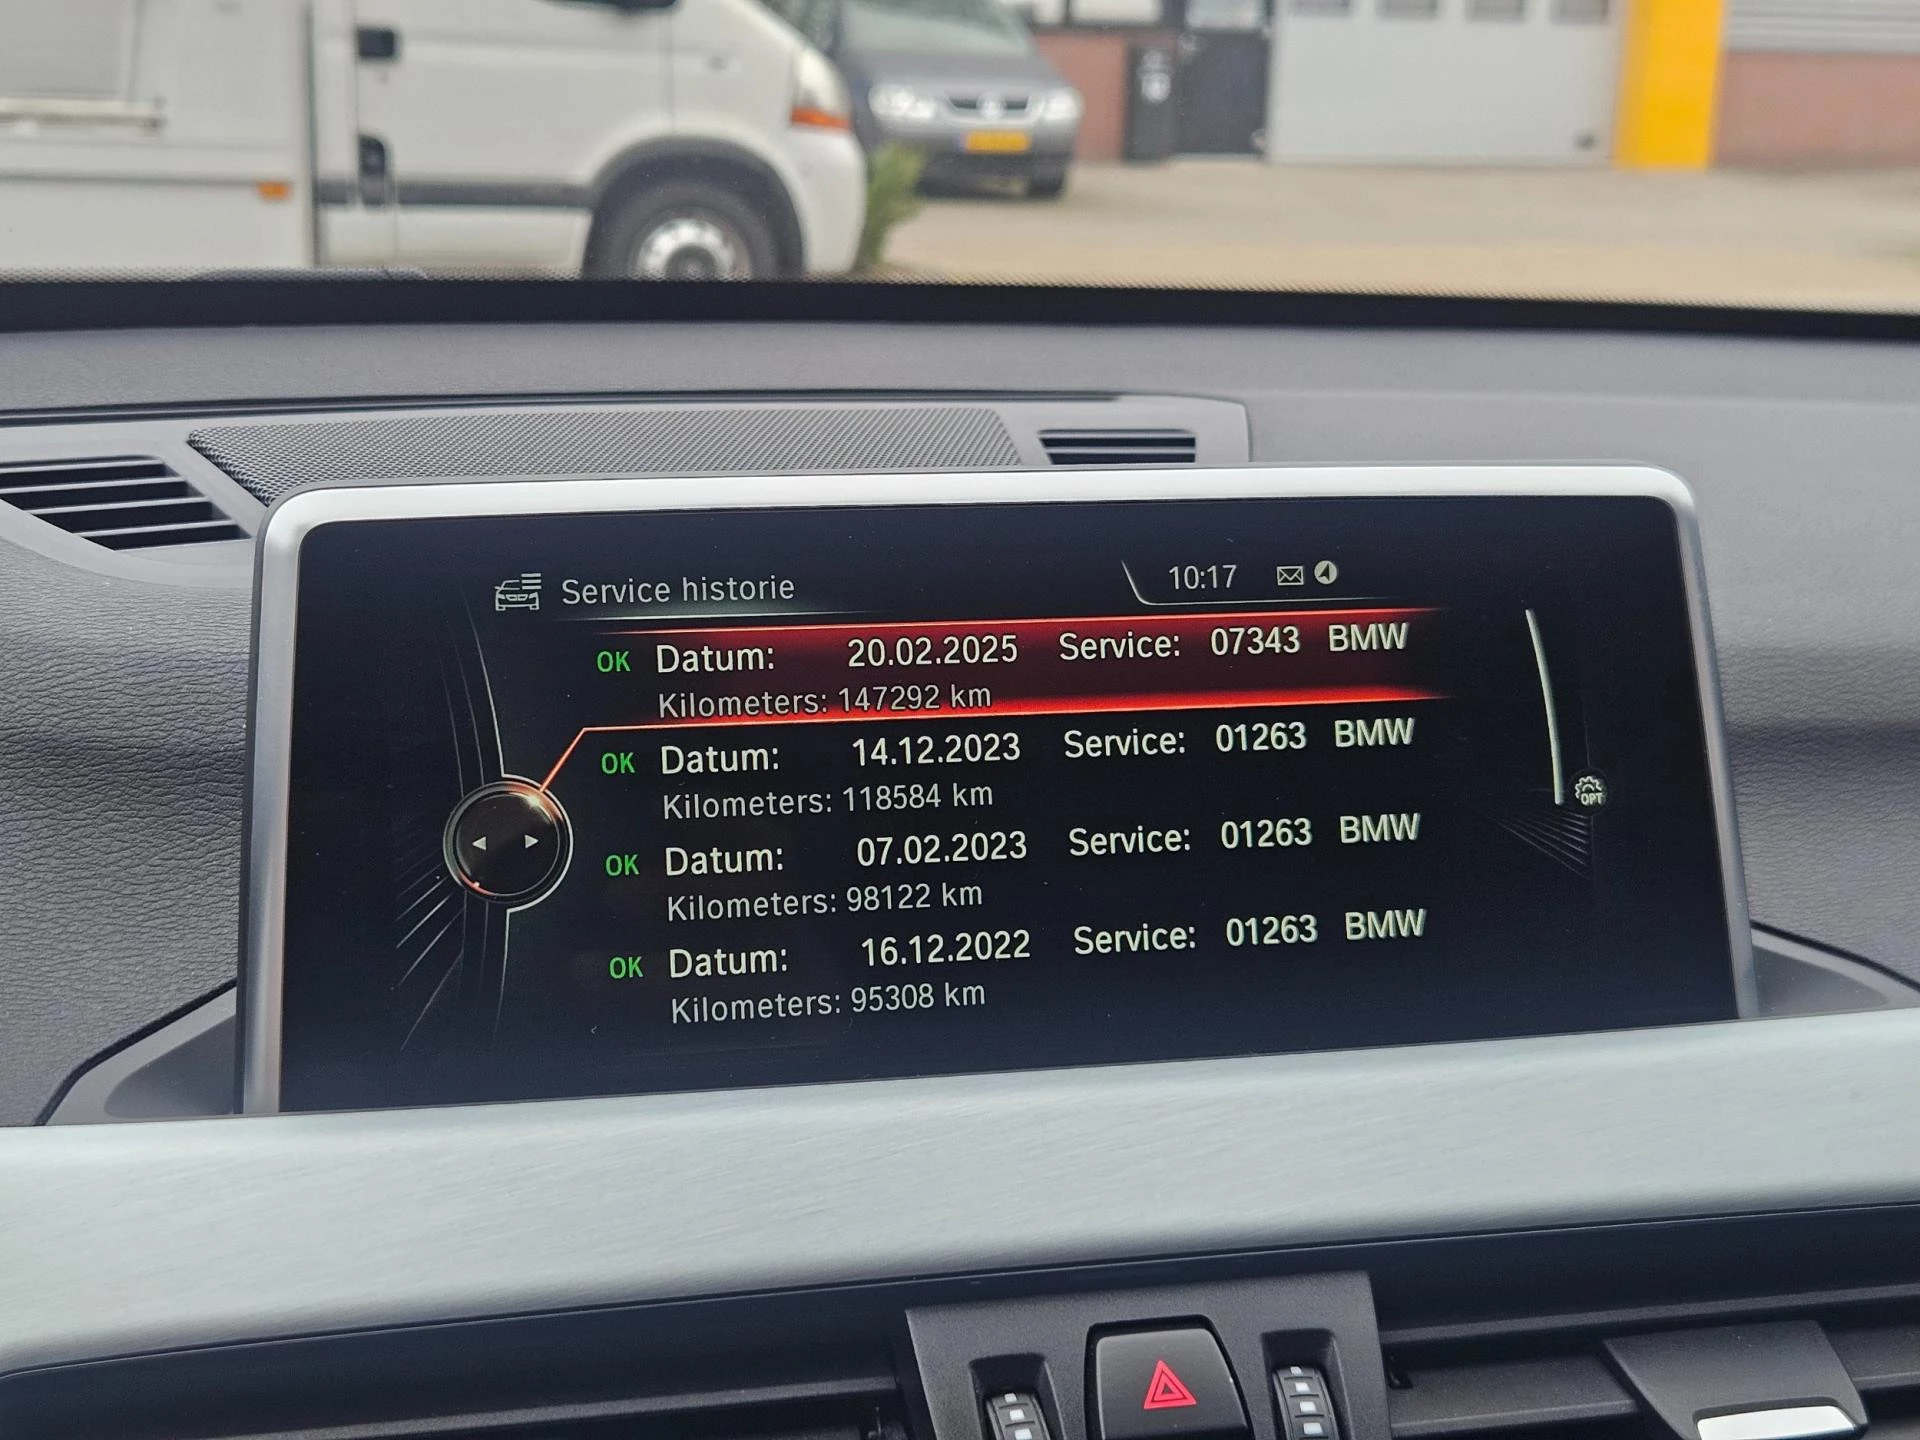 Service historie 10:17
OK Datum: 20.02.2025 Service: 07343 BMW
Kilometers: 147292 km
OK Datum: 14.12.2023 Service: 01263 BMW
Kilometers: 118584 km
OK Datum: 07.02.2023 Service: 01263 BMW
Kilometers: 98122 km
OK Datum: 16.12.2022 Service: 01263 BMW
Kilometers: 95308 km
OPT